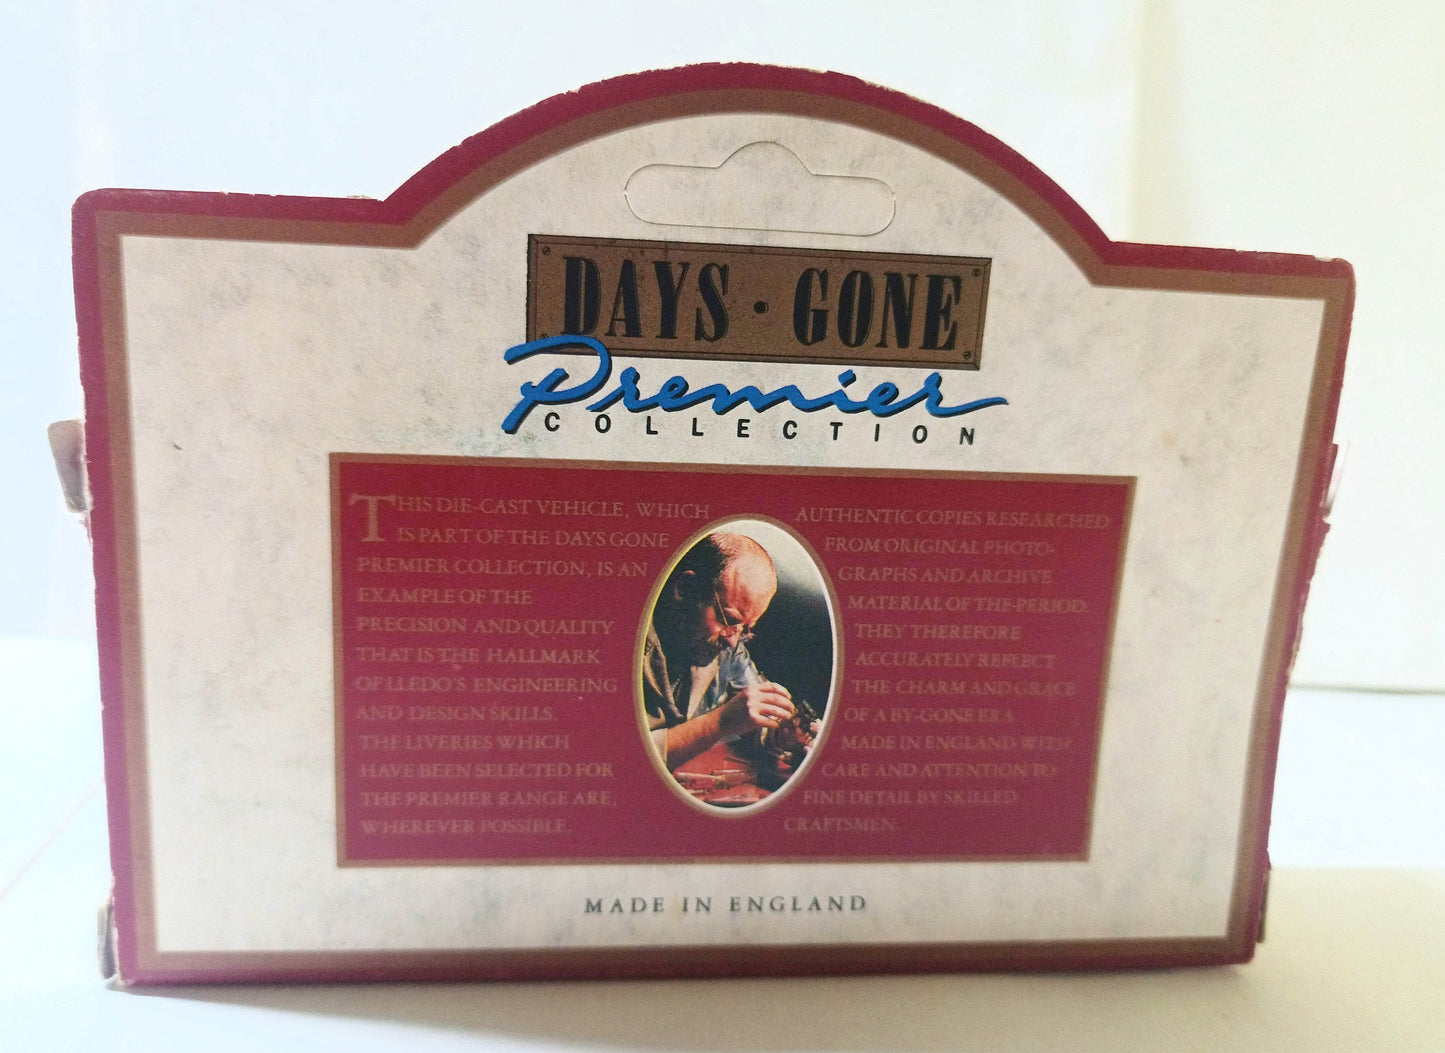 DAYS · GONE
Premier
COLLECTION
THIS DIE-CAST VEHICLE, WHICH
IS PART OF THE DAYS GONE
PREMIER COLLECTION, IS AN
EXAMPLE OF THE
PRECISION AND QUALITY
THAT IS THE HALLMARK
OF LLEDO'S ENGINEERING
AND DESIGN SKILLS.
THE LIVERIES WHICH
HAVE BEEN SELECTED FOR
THE PREMIER RANGE ARE,
WHEREVER POSSIBLE,
AUTHENTIC COPIES RESEARCHED
FROM ORIGINAL PHOTO-
GRAPHS AND ARCHIVE
MATERIAL OF THE-PERIOD.
THEY THEREFORE
ACCURATELY REFLECT
THE CHARM AND GRACE
OF A BY-GONE ERA
MADE IN ENGLAND WITH
CARE AND ATTENTION TO
FINE DETAIL BY SKILLED
CRAFTSMEN.
MADE IN ENGLAND